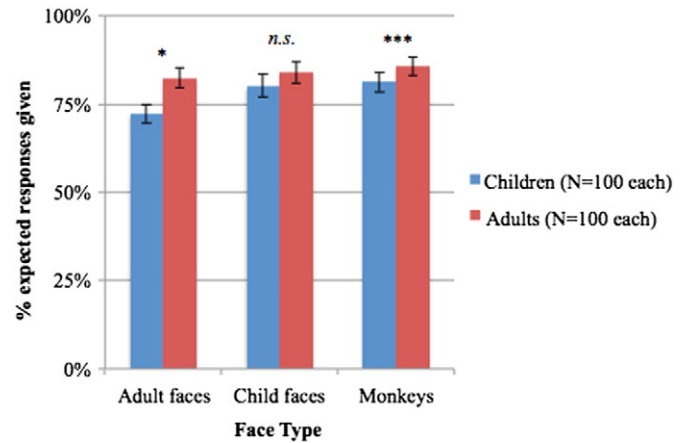 100%
75%
50%
25%
0%
% expected responses given
*
n.s.
***
Adult faces
Child faces
Monkeys
Face Type
Children (N=100 each)
Adults (N=100 each)